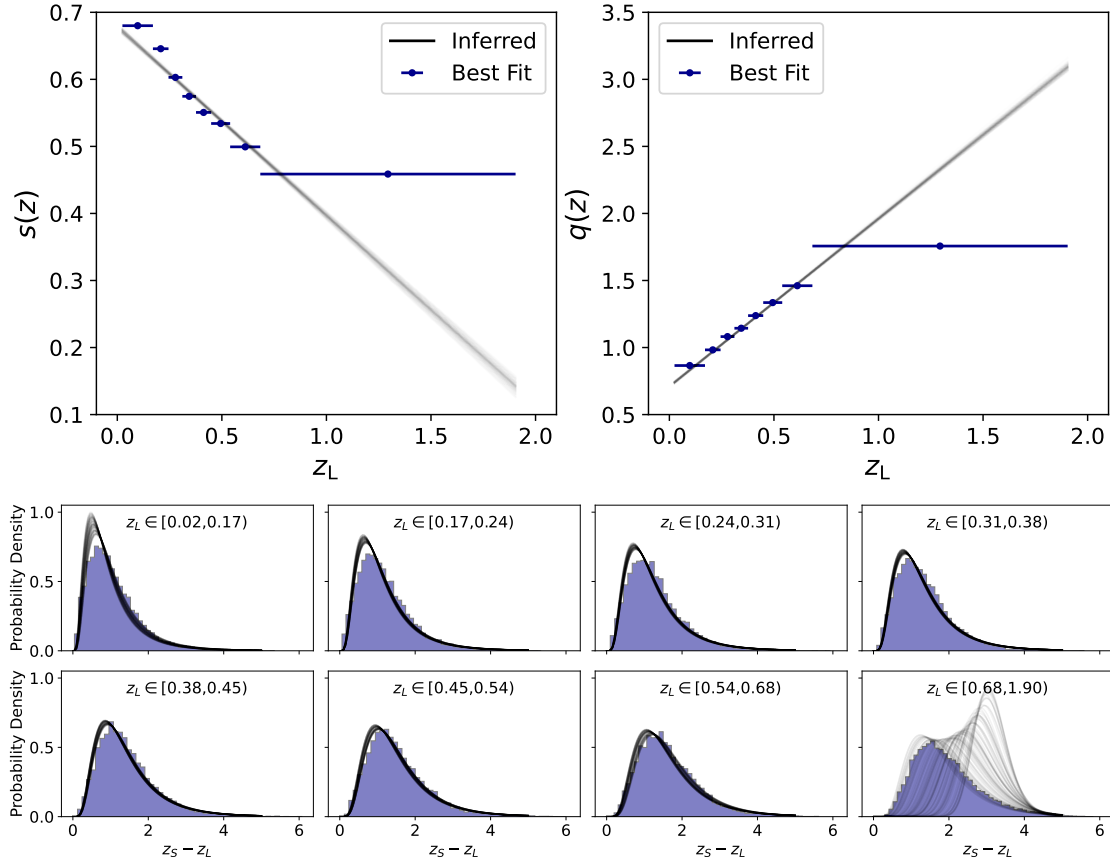 0.7
0.6
0.5
0.4
0.3
0.2
0.1
s(z)
Inferred
Best Fit
0.0 0.5 1.0 1.5 2.0
z_L
3.5
3.0
2.5
2.0
1.5
1.0
0.5
q(z)
Inferred
Best Fit
0.0 0.5 1.0 1.5 2.0
z_L
Probability Density
1.0
0.5
0.0
z_L ∈ [0.02,0.17)
z_L ∈ [0.17,0.24)
z_L ∈ [0.24,0.31)
z_L ∈ [0.31,0.38)
Probability Density
1.0
0.5
0.0
z_L ∈ [0.38,0.45)
z_L ∈ [0.45,0.54)
z_L ∈ [0.54,0.68)
z_L ∈ [0.68,1.90)
0 2 4 6
0 2 4 6
0 2 4 6
0 2 4 6
z_S − z_L
z_S − z_L
z_S − z_L
z_S − z_L